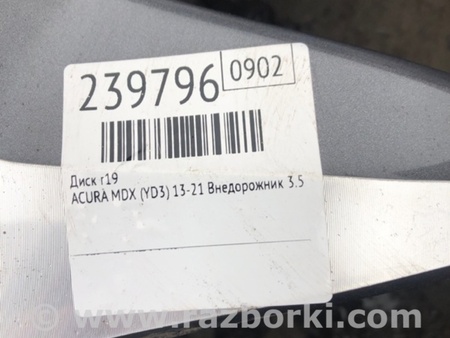 239796 0902
Диск r19
ACURA MDX (YD3) 13-21 Внедорожник 3.5
www.razborki.com